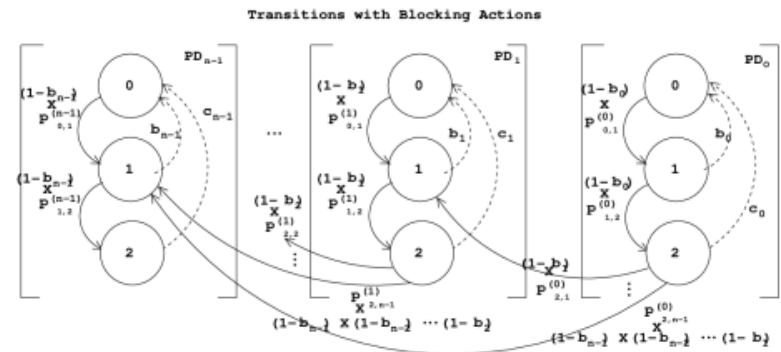 Transitions with Blocking Actions
PD n-1
0
(1-b n-1)
X
p (n-1) 0,1
b n-1
c n-1
1
(1-b n-1)
X
p (n-1) 1,2
2
...
PD 1
0
(1-b 1)
X
p (1) 0,1
b 1
c 1
1
(1-b 1)
X
p (1) 1,2
2
(1-b 2)
X
p (1) 2,2
⋮
p (1) 2,n-1
X
(1-b n-1) X (1-b n-2) ... (1-b 2)
PD 0
0
(1-b 0)
X
p (0) 0,1
b 0
c 0
1
(1-b 0)
X
p (0) 1,2
2
(1-b 1)
X
p (0) 2,1
⋮
p (0) 2,n-1
X
(1-b n-1) X (1-b n-2) ... (1-b 1)